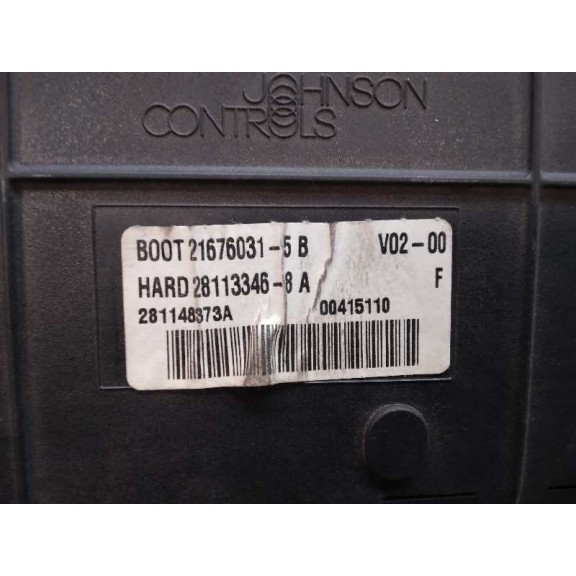 JOHNSON
CONTROLS
BOOT 21676031-5 B V02-00
HARD 28113346-8 A F
281148373A 00415110